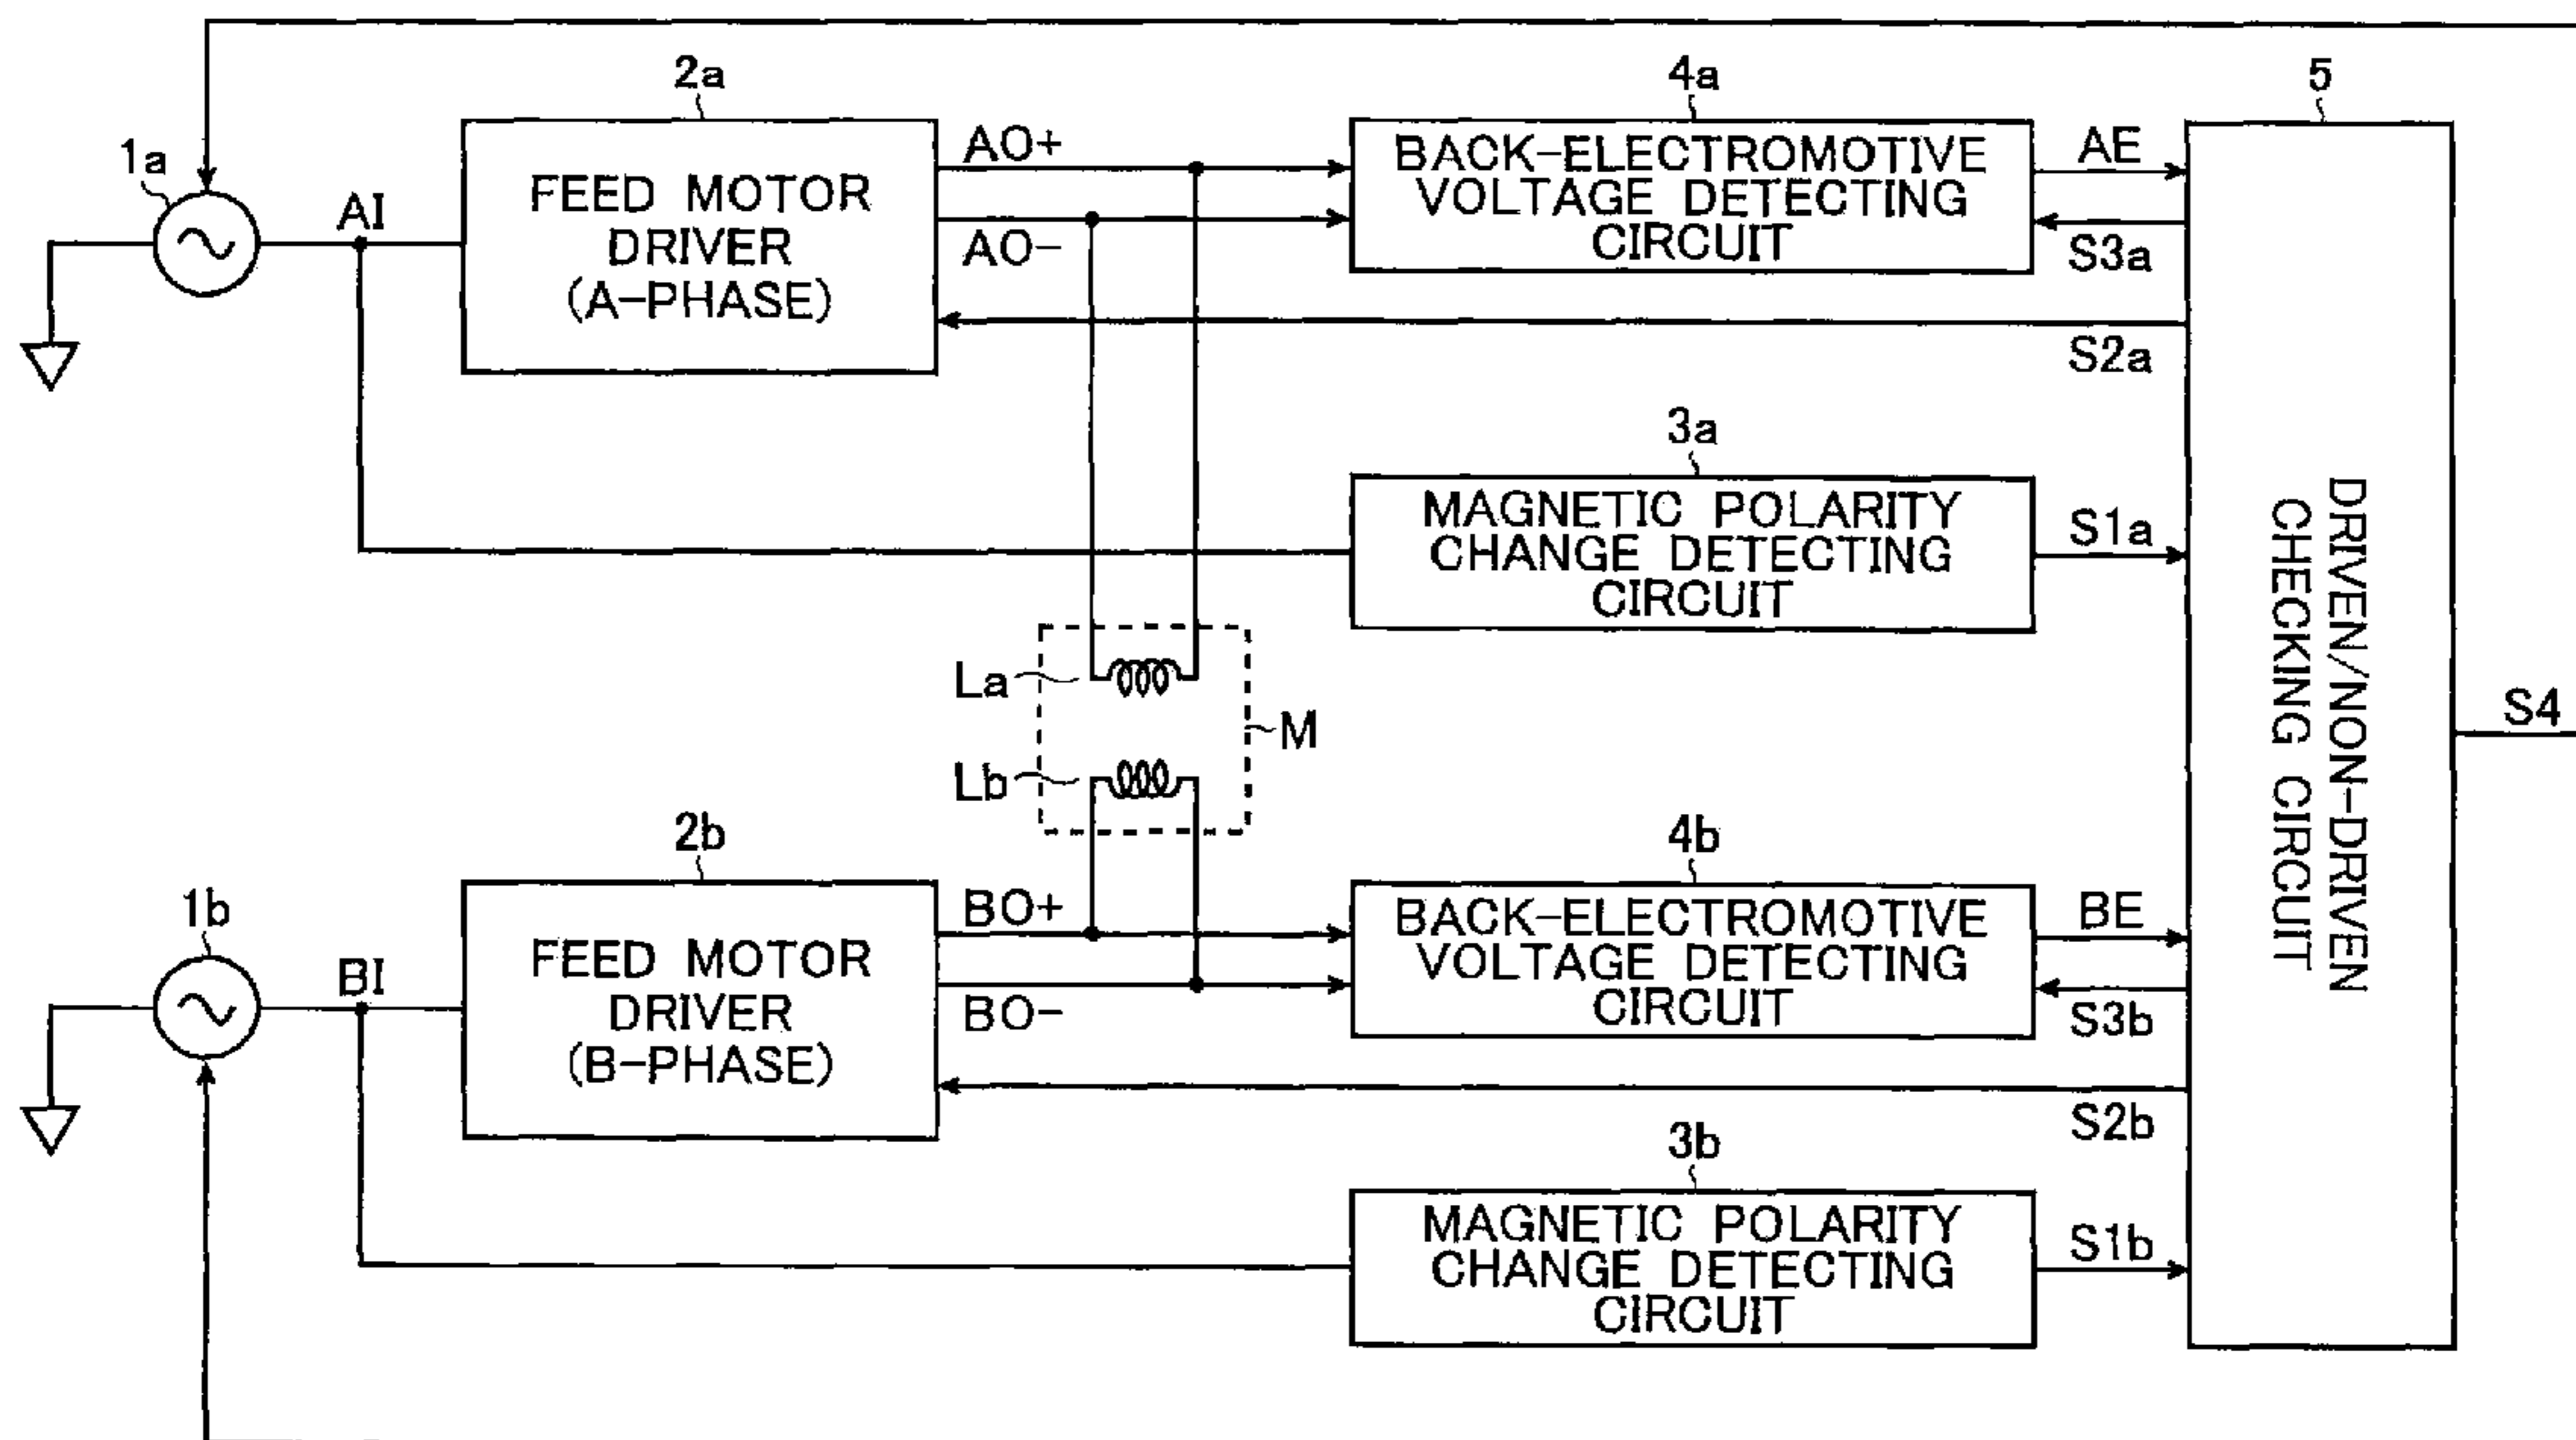 2a
4a
5
1a
AI
FEED MOTOR
DRIVER
(A-PHASE)
AO+
AO-
BACK-ELECTROMOTIVE
VOLTAGE DETECTING
CIRCUIT
AE
S3a
S2a
3a
MAGNETIC POLARITY
CHANGE DETECTING
CIRCUIT
S1a
DRIVEN/NON-DRIVEN
CHECKING CIRCUIT
S4
La
M
Lb
2b
4b
1b
BI
FEED MOTOR
DRIVER
(B-PHASE)
BO+
BO-
BACK-ELECTROMOTIVE
VOLTAGE DETECTING
CIRCUIT
BE
S3b
S2b
3b
MAGNETIC POLARITY
CHANGE DETECTING
CIRCUIT
S1b